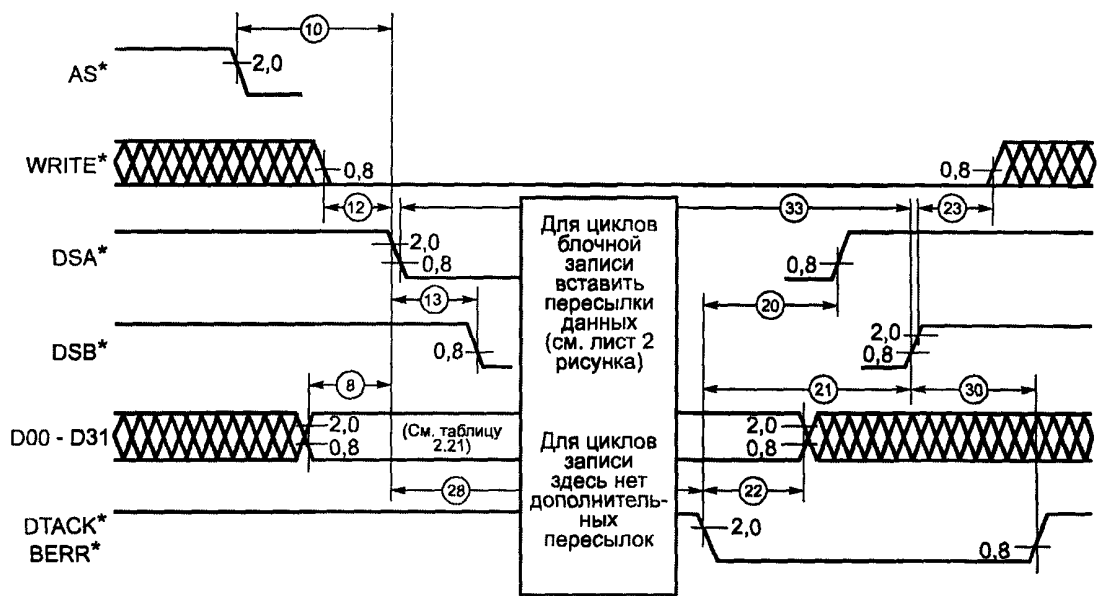 10
AS*
2,0
WRITE*
0,8
0,8
12
33
23
Для циклов
блочной
записи
вставить
пересылки
данных
(см. лист 2
рисунка)
DSA*
2,0
0,8
0,8
13
20
DSB*
0,8
2,0
0,8
8
21
30
D00 - D31
2,0
0,8
(См. таблицу
2.21)
2,0
0,8
Для циклов
записи
здесь нет
дополнитель-
ных
пересылок
28
22
DTACK*
BERR*
2,0
0,8